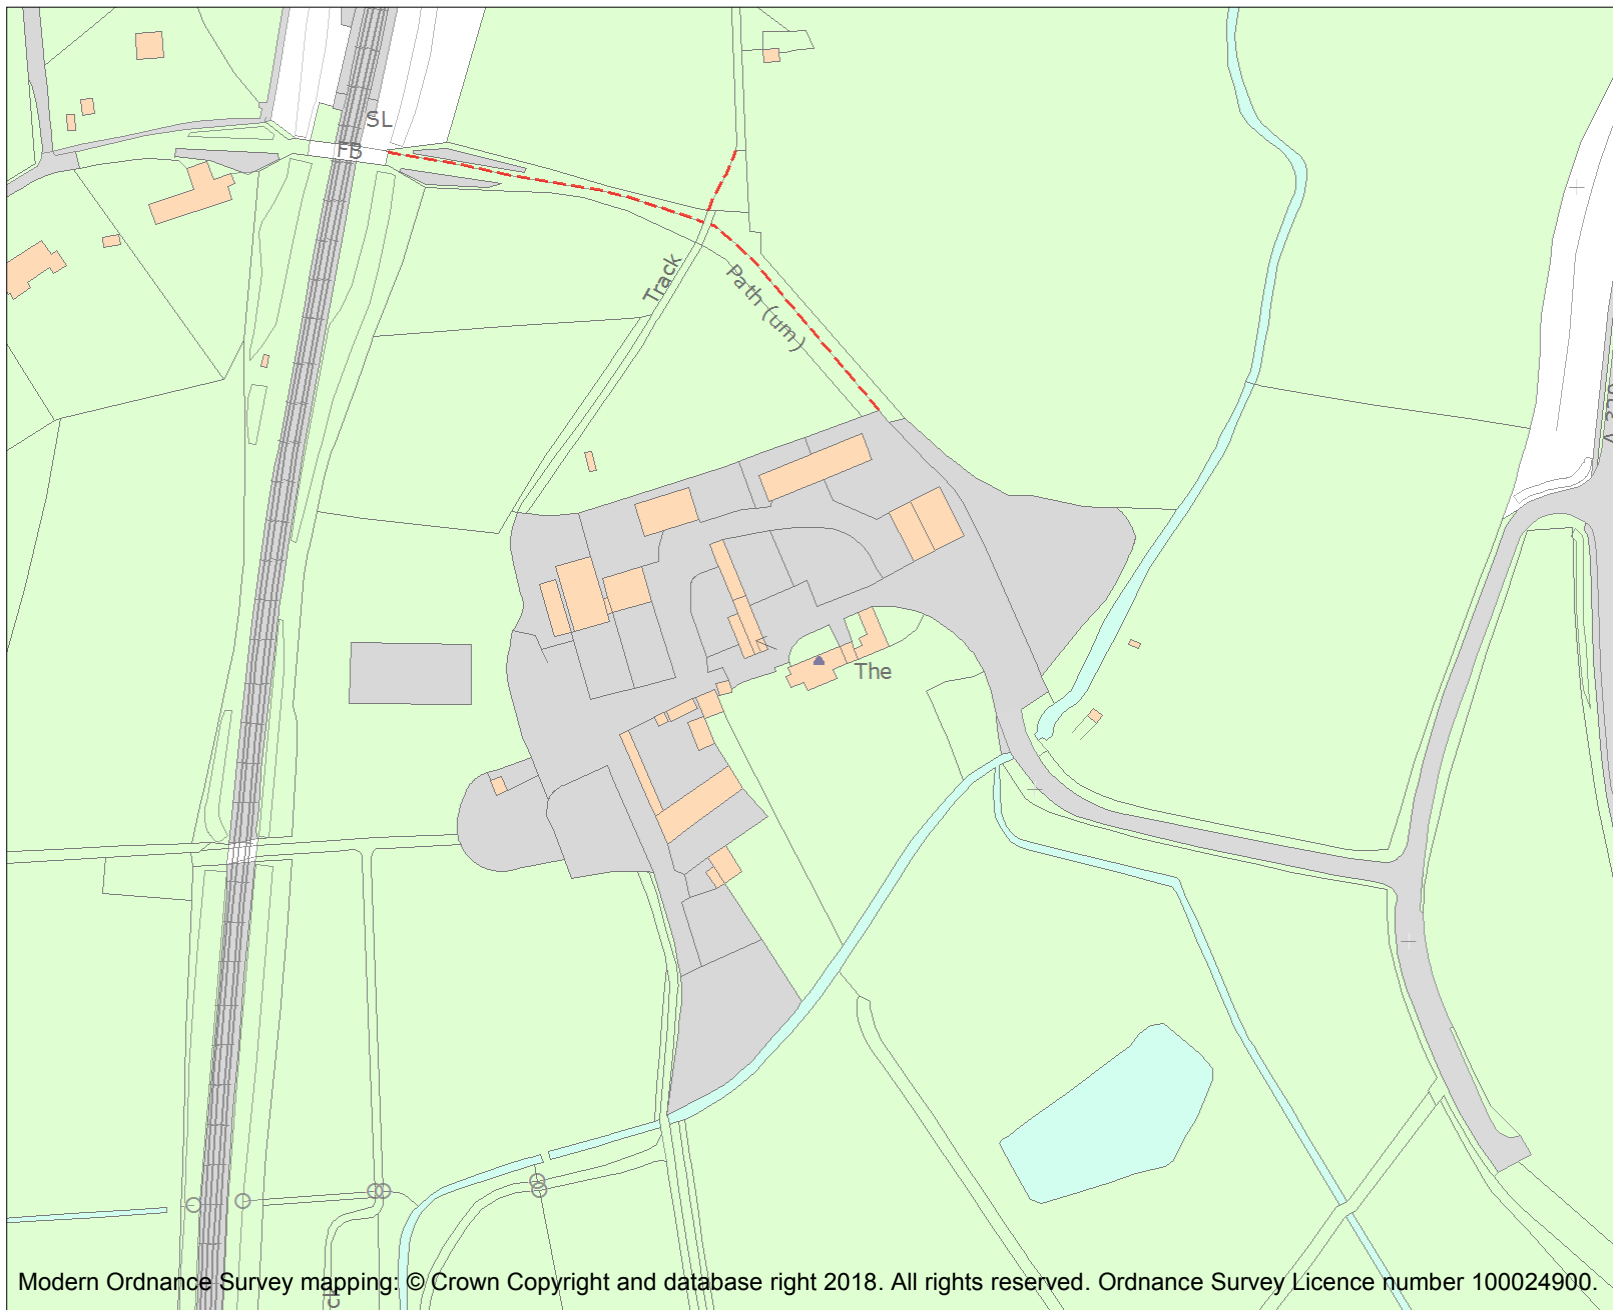 SL
FB
Track
Path (um)
The
Modern Ordnance Survey mapping: © Crown Copyright and database right 2018. All rights reserved. Ordnance Survey Licence number 100024900.